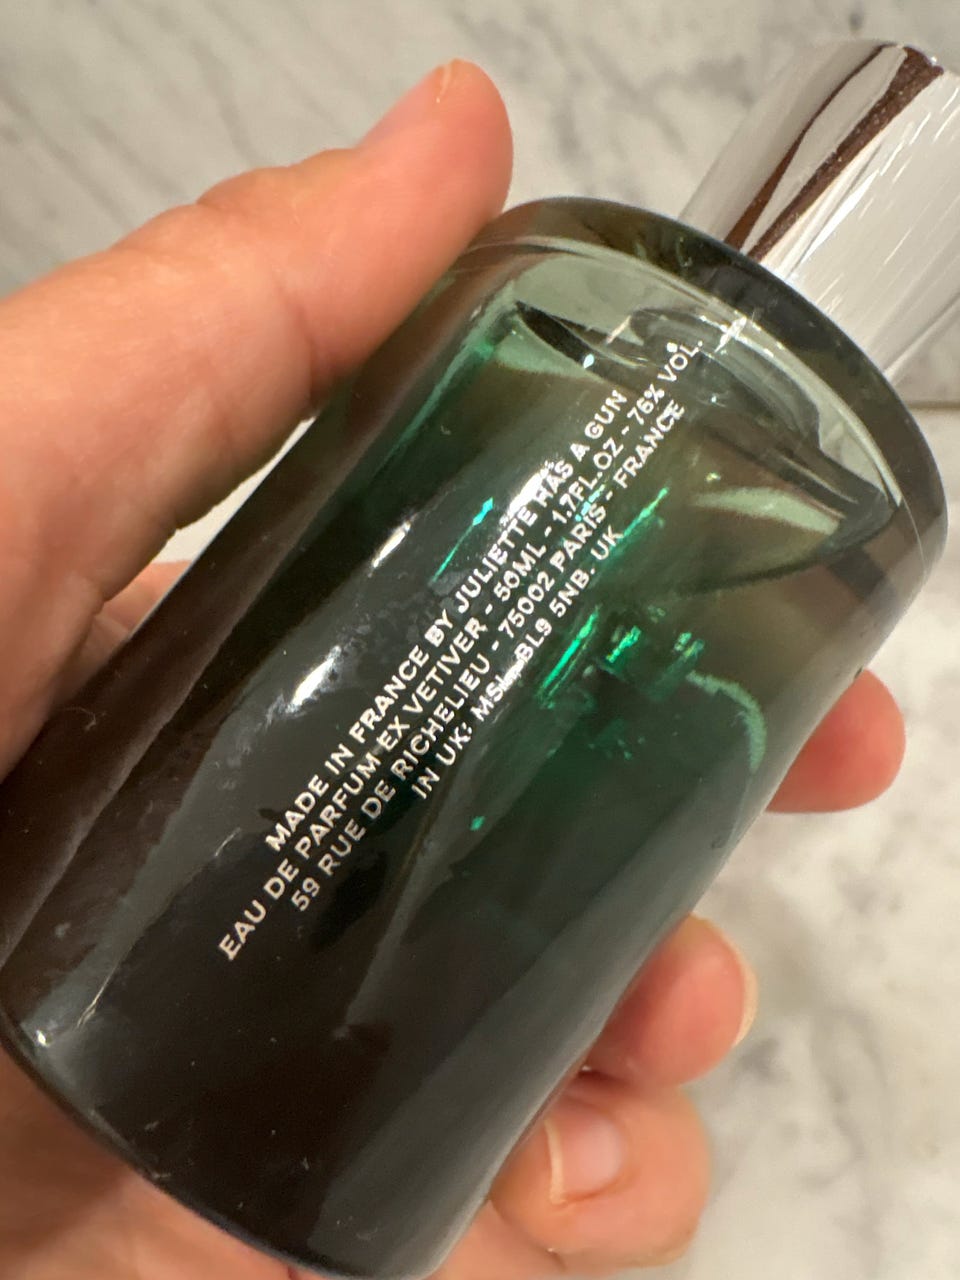 MADE IN FRANCE BY JULIETTE HAS A GUN
EAU DE PARFUM EX VETIVER - 50ML - 1.7FL.OZ - 76% VOL.
59 RUE DE RICHELIEU - 75002 PARIS - FRANCE
IN UK: BL9 5NB. UK